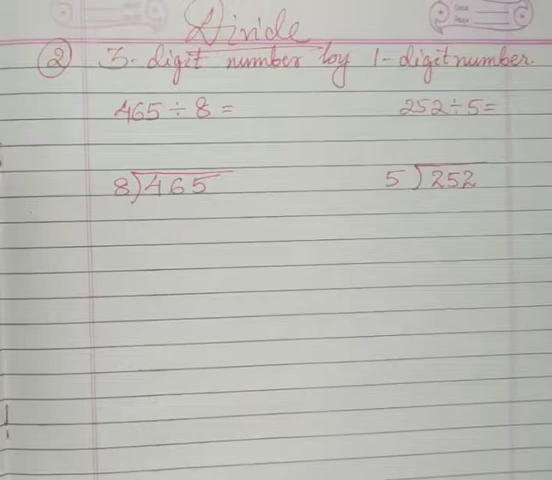 Divide
② 3-digit number by 1-digit number.
465 ÷ 8 = 252 ÷ 5 =
8)465 5)252